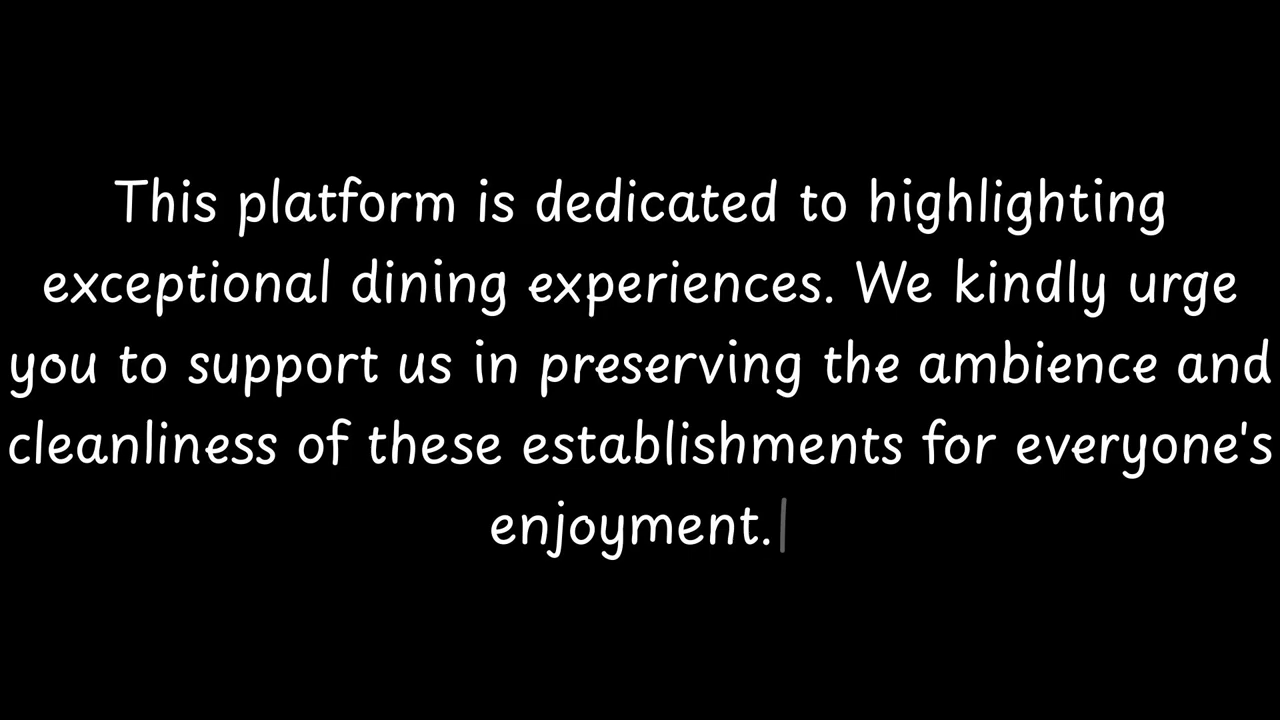 This platform is dedicated to highlighting
exceptional dining experiences. We kindly urge
you to support us in preserving the ambience and
cleanliness of these establishments for everyone's
enjoyment.